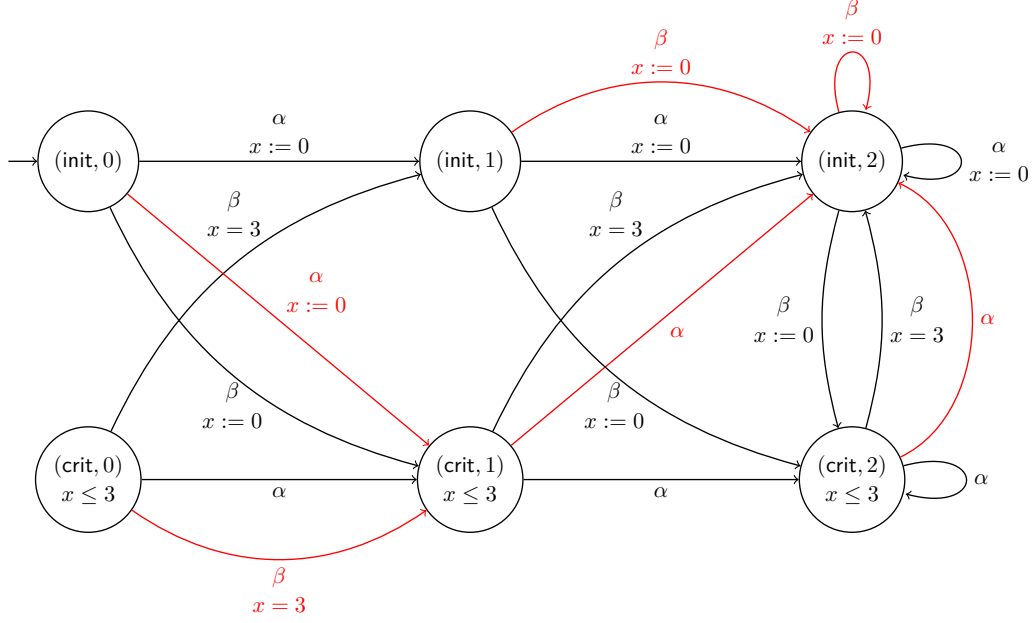 β
x := 0
β
x := 0
α
x := 0
α
x := 0
(init, 0)
(init, 1)
(init, 2)
α
x := 0
β
x = 3
β
x = 3
α
x := 0
β
x := 0
β
x = 3
α
α
β
x := 0
β
x := 0
(crit, 0)
x ≤ 3
(crit, 1)
x ≤ 3
(crit, 2)
x ≤ 3
α
α
α
β
x = 3